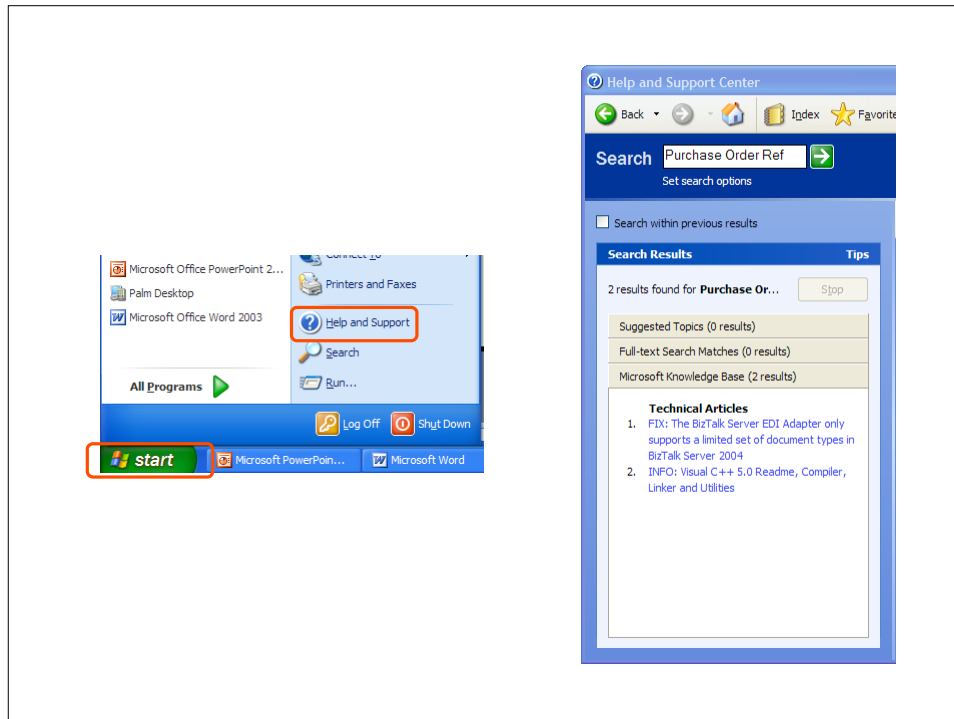 Microsoft Office PowerPoint 2...
Palm Desktop
Microsoft Office Word 2003
All Programs
Connect To
Printers and Faxes
Help and Support
Search
Run...
Log Off
Shut Down
start
Microsoft PowerPoin...
Microsoft Word
Help and Support Center
Back
Index
Favorite
Search
Purchase Order Ref
Set search options
Search within previous results
Search Results
Tips
2 results found for Purchase Or...
Stop
Suggested Topics (0 results)
Full-text Search Matches (0 results)
Microsoft Knowledge Base (2 results)
Technical Articles
1. FIX: The BizTalk Server EDI Adapter only
supports a limited set of document types in
BizTalk Server 2004
2. INFO: Visual C++ 5.0 Readme, Compiler,
Linker and Utilities